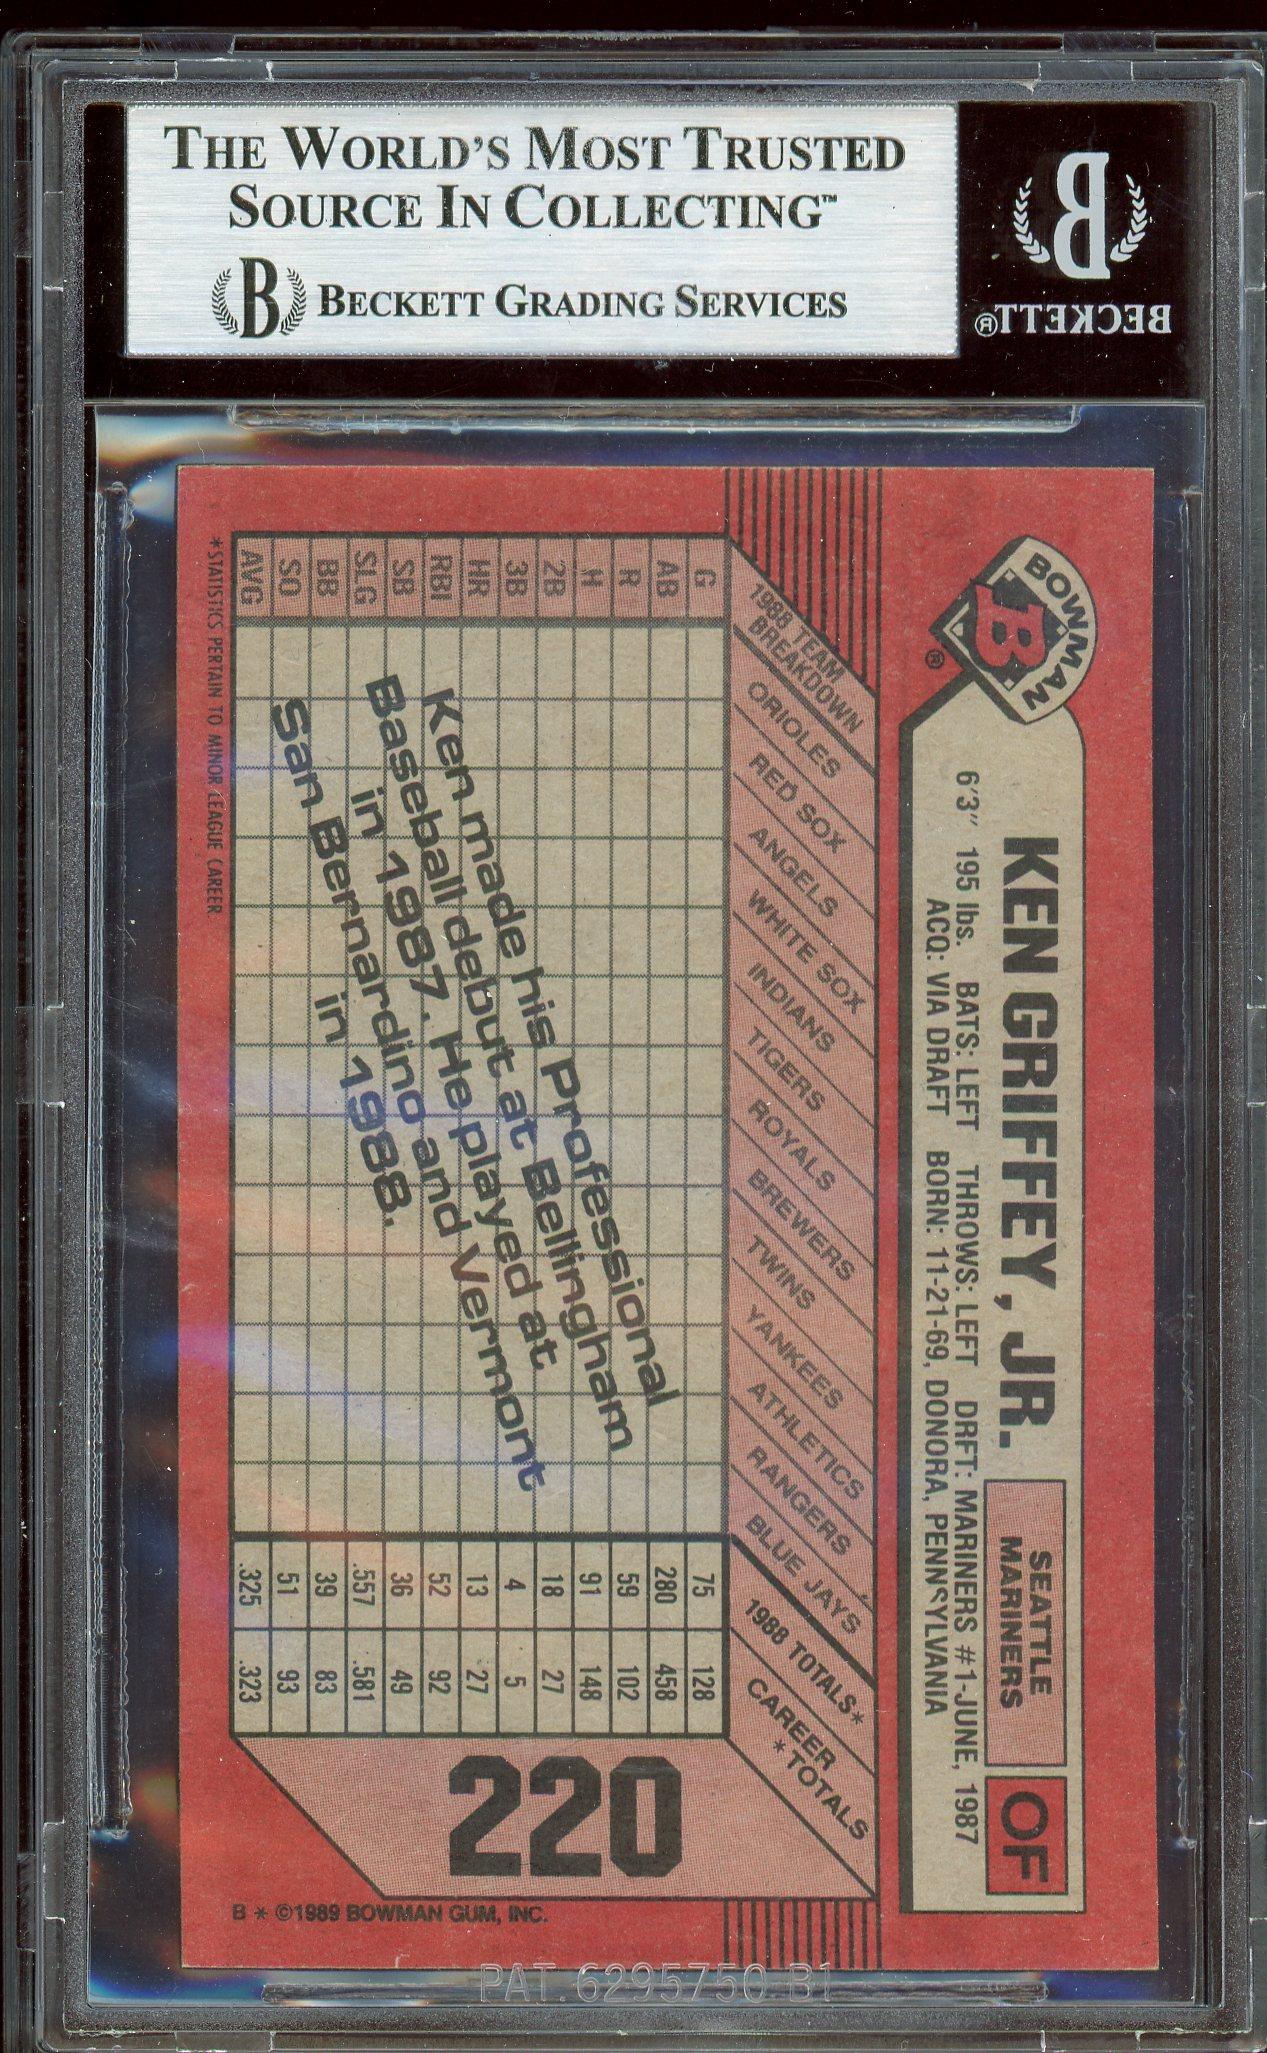 THE WORLD'S MOST TRUSTED
SOURCE IN COLLECTING™
B BECKETT GRADING SERVICES
B
BECKETT®
BOWMAN
B
®
KEN GRIFFEY, JR.
SEATTLE
MARINERS
OF
6'3" 195 lbs. BATS: LEFT THROWS: LEFT DRFT: MARINERS #1-JUNE, 1987
ACQ: VIA DRAFT BORN: 11-21-69, DONORA, PENNSYLVANIA
1988 TEAM
BREAKDOWN
ORIOLES
RED SOX
ANGELS
WHITE SOX
INDIANS
TIGERS
ROYALS
BREWERS
TWINS
YANKEES
ATHLETICS
RANGERS
BLUE JAYS
1988 TOTALS*
CAREER
*TOTALS
G 75 128
AB 280 458
R 59 102
H 91 148
2B 18 27
3B 4 5
HR 13 27
RBI 52 92
SB 36 49
SLG .557 .581
BB 39 83
SO 51 93
AVG .325 .323
Ken made his Professional
Baseball debut at Bellingham
in 1987. He played at
San Bernardino and Vermont
in 1988.
220
*STATISTICS PERTAIN TO MINOR LEAGUE CAREER
B * ©1989 BOWMAN GUM, INC.
PAT. 6295750 B1